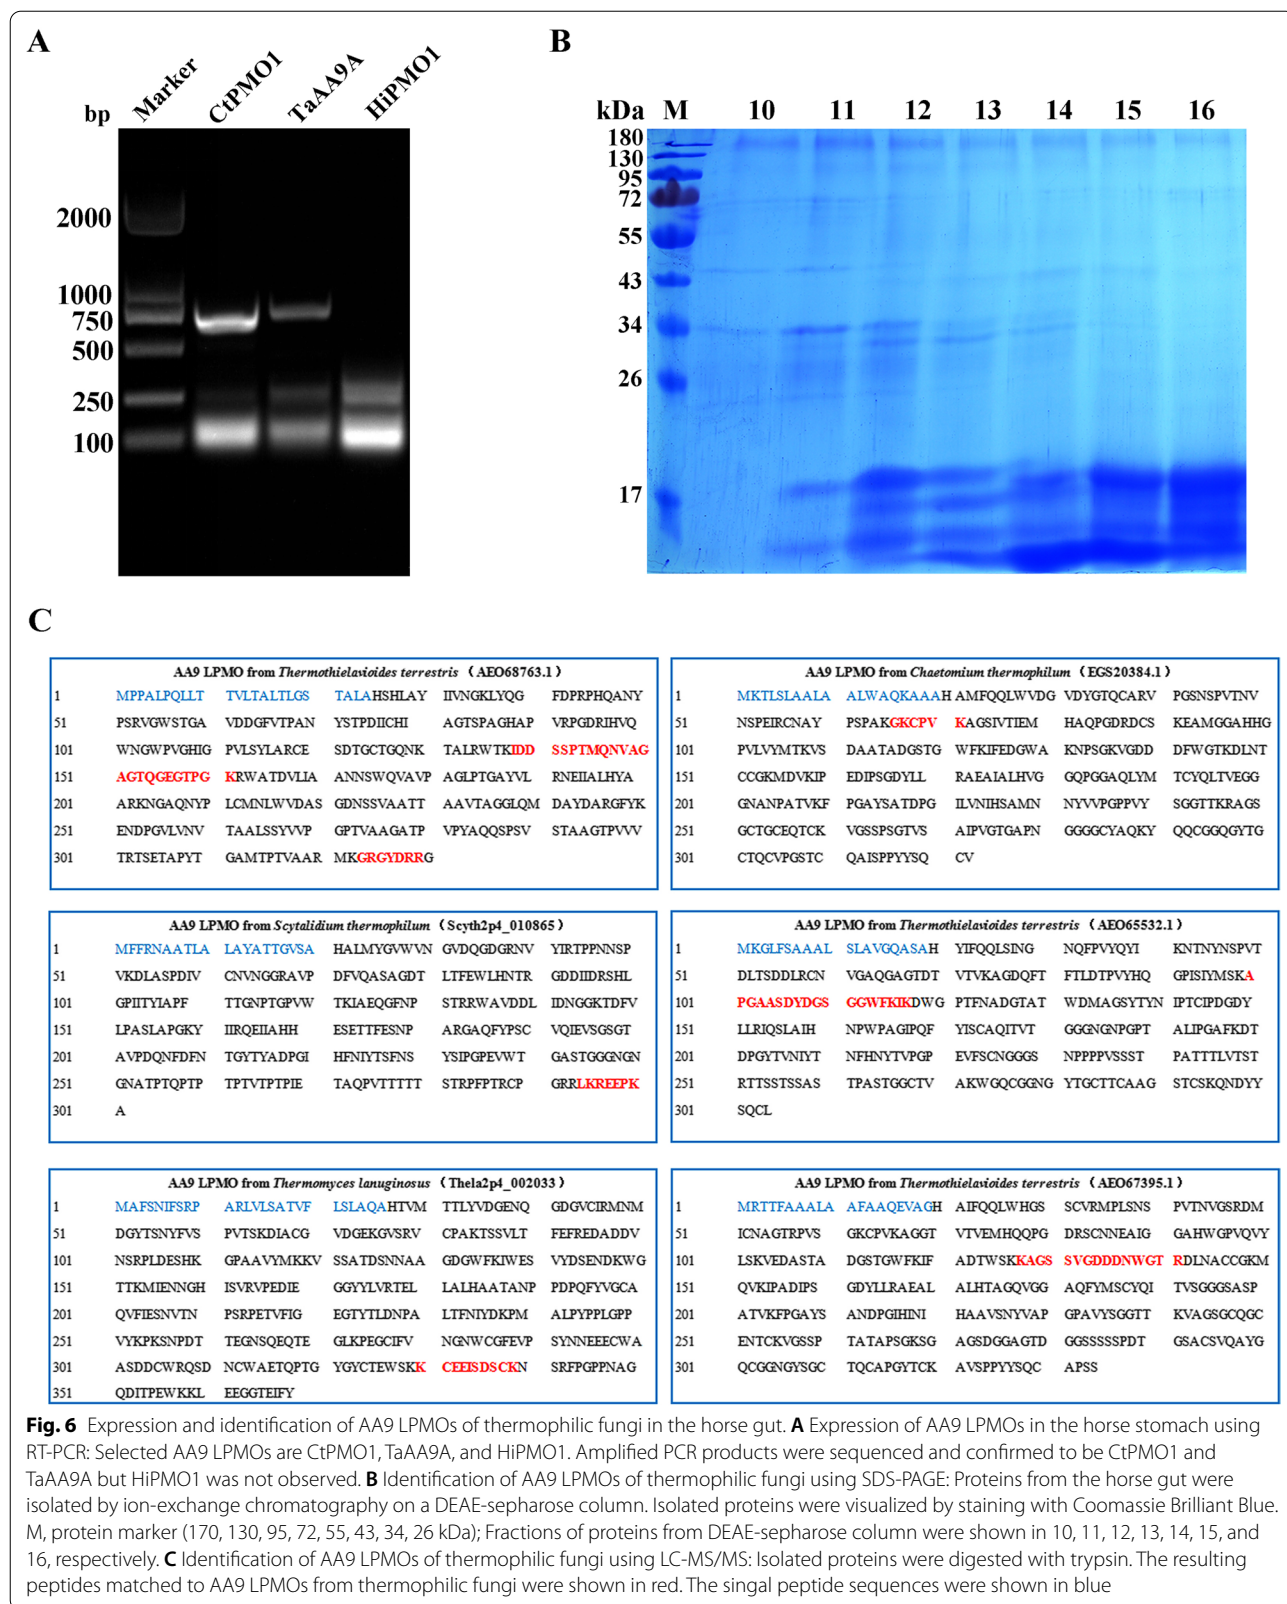 A
B
Marker CtPMO1 TaAA9A HiPMO1
bp
2000
1000
750
500
250
100
kDa M 10 11 12 13 14 15 16
180
130
95
72
55
43
34
26
17
C
AA9 LPMO from Thermothielavioides terrestris (AEO68763.1)
1 MPPALPQLLT TVLTALTLGS TALAHSHLAY IIVNGKLYQG FDPRPHQANY
51 PSRVGWSTGA VDDGFVTPAN YSTPDIICHI AGTSPAGHAP VRPGDRIHVQ
101 WNGWPVGHIG PVLSYLARCE SDTGCTGQNK TALRWTKIDD SSPTMQNVAG
151 AGTQGEGTPG KRWATDVLIA ANNSWQVAVP AGLPTGAYVL RNEIIALHYA
201 ARKNGAQNYP LCMNLWVDAS GDNSSVAATT AAVTAGGLQM DAYDARGFYK
251 ENDPGVLVNV TAALSSYVVP GPTVAAGATP VPYAQQSPSV STAAGTPVVV
301 TRTSETAPYT GAMTPTVAAR MKGRGYDRRG
AA9 LPMO from Chaetomium thermophilum (EGS20384.1)
1 MKTLSLAALA ALWAQKAAAH AMFQQLWVDG VDYGTQCARV PGSNSPVTNV
51 NSPEIRCNAY PSPAKGKCPV KAGSIVTIEM HAQPGDRDCS KEAMGGAHHG
101 PVLVYMTKVS DAATADGSTG WFKIFEDGWA KNPSGKVGDD DFWGTKDLNT
151 CCGKMDVKIP EDIPSGDYLL RAEAIALHVG GQPGGAQLYM TCYQLTVEGG
201 GNANPATVKF PGAYSATDPG ILVNIHSAMN NYVVPGPPVY SGGTTKRAGS
251 GCTGCEQTCK VGSSPSGTVS AIPVGTGAPN GGGGCYAQKY QQCGGQGYTG
301 CTQCVPGSTC QAISPPYYSQ CV
AA9 LPMO from Scytalidium thermophilum (Scyth2p4_010865)
1 MFFRNAATLA LAYATTGVSA HALMYGVWVN GVDQGDGRNV YIRTPPNNSP
51 VKDLASPDIV CNVNGGRAVP DFVQASAGDT LTFEWLHNTR GDDIIDRSHL
101 GPIITYIAPF TTGNPTGPVW TKIAEQGFNP STRRWAVDDL IDNGGKTDFV
151 LPASLAPGKY IIRQEIIAHH ESETTFESNP ARGAQFYPSC VQIEVSGSGT
201 AVPDQNFDFN TGYTYADPGI HFNIYTSFNS YSIPGPEVWT GASTGGGNGN
251 GNATPTQPTP TPTVTPTPIE TAQPVTTTTT STRPFPTRCP GRRLKREEPK
301 A
AA9 LPMO from Thermothielavioides terrestris (AEO65532.1)
1 MKGLFSAAAL SLAVGQASAH YIFQQLSING NQFPVYQYI KNTNYNSPVT
51 DLTSDDLRCN VGAQGAGTDT VTVKAGDQFT FTLDTPVYHQ GPISIYMSKA
101 PGAASDYDGS GGWFKIKDWG PTFNADGTAT WDMAGSYTYN IPTCIPDGDY
151 LLRIQSLAIH NPWPAGIPQF YISCAQITVT GGGNGNPGPT ALIPGAFKDT
201 DPGYTVNIYT NFHNYTVPGP EVFSCNGGGS NPPPPVSSST PATTTLVTST
251 RTTSSTSSAS TPASTGGCTV AKWGQCGGNG YTGCTTCAAG STCSKQNDYY
301 SQCL
AA9 LPMO from Thermomyces lanuginosus (Thela2p4_002033)
1 MAFSNIFSRP ARLVLSATVF LSLAQAHTVM TTLYVDGENQ GDGVCIRMNM
51 DGYTSNYFVS PVTSKDIACG VDGEKGVSRV CPAKTSSVLT FEFREDADDV
101 NSRPLDESHK GPAAVYMKKV SSATDSNNAA GDGWFKIWES VYDSENDKWG
151 TTKMIENNGH ISVRVPEDIE GGYYLVRTEL LALHAATANP PDPQFYVGCA
201 QVFIESNVTN PSRPETVFIG EGTYTLDNPA LTFNIYDKPM ALPYPPLGPP
251 VYKPKSNPDT TEGNSQEQTE GLKPEGCIFV NGNWCGFEVP SYNNEEECWA
301 ASDDCWRQSD NCWAETQPTG YGYCTEWSKK CEEISDSCKN SRFPGPPNAG
351 QDITPEWKKL EEGGTEIFY
AA9 LPMO from Thermothielavioides terrestris (AEO67395.1)
1 MRTTFAAALA AFAAQEVAGH AIFQQLWHGS SCVRMPLSNS PVTNVGSRDM
51 ICNAGTRPVS GKCPVKAGGT VTVEMHQQPG DRSCNNEAIG GAHWGPVQVY
101 LSKVEDASTA DGSTGWFKIF ADTWSKKAGS SVGDDDNWGT RDLNACCGKM
151 QVKIPADIPS GDYLLRAEAL ALHTAGQVGG AQFYMSCYQI TVSGGGSASP
201 ATVKFPGAYS ANDPGIHINI HAAVSNYVAP GPAVYSGGTT KVAGSGCQGC
251 ENTCKVGSSP TATAPSGKSG AGSDGGAGTD GGSSSSSPDT GSACSVQAYG
301 QCGGNGYSGC TQCAPGYTCK AVSPPYYSQC APSS
Fig. 6 Expression and identification of AA9 LPMOs of thermophilic fungi in the horse gut. A Expression of AA9 LPMOs in the horse stomach using
RT-PCR: Selected AA9 LPMOs are CtPMO1, TaAA9A, and HiPMO1. Amplified PCR products were sequenced and confirmed to be CtPMO1 and
TaAA9A but HiPMO1 was not observed. B Identification of AA9 LPMOs of thermophilic fungi using SDS-PAGE: Proteins from the horse gut were
isolated by ion-exchange chromatography on a DEAE-sepharose column. Isolated proteins were visualized by staining with Coomassie Brilliant Blue.
M, protein marker (170, 130, 95, 72, 55, 43, 34, 26 kDa); Fractions of proteins from DEAE-sepharose column were shown in 10, 11, 12, 13, 14, 15, and
16, respectively. C Identification of AA9 LPMOs of thermophilic fungi using LC-MS/MS: Isolated proteins were digested with trypsin. The resulting
peptides matched to AA9 LPMOs from thermophilic fungi were shown in red. The singal peptide sequences were shown in blue